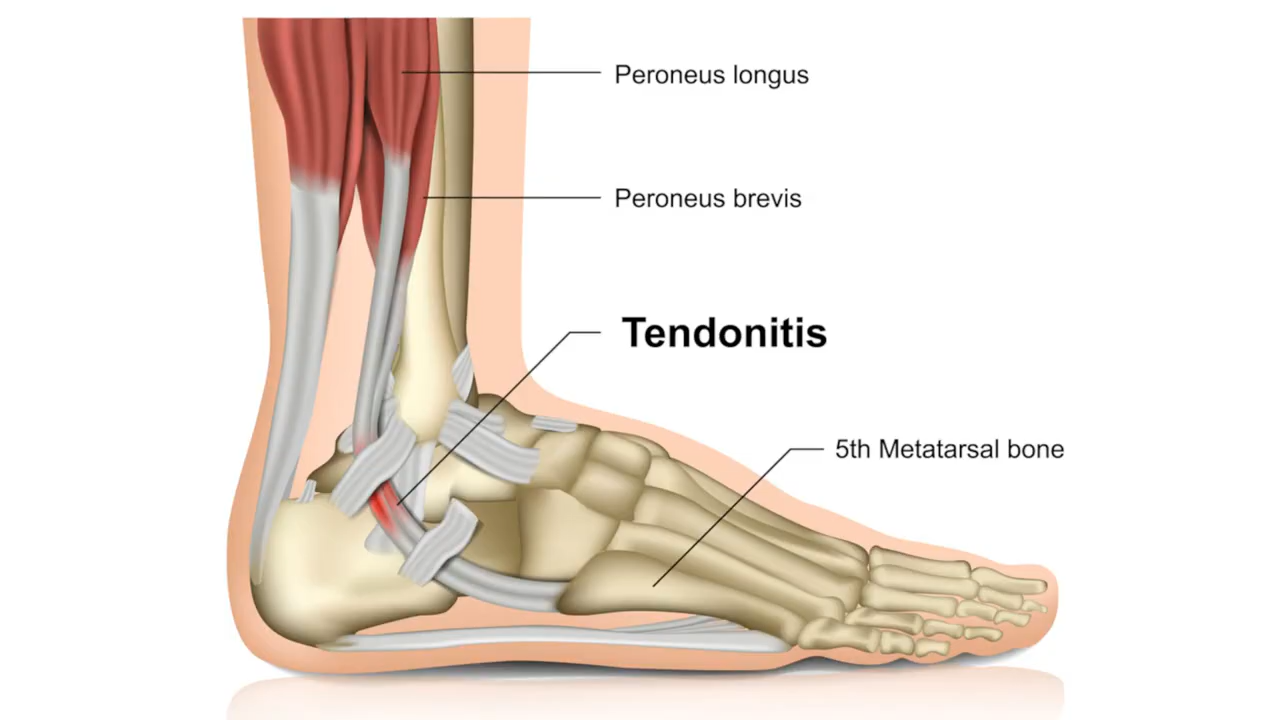 Peroneus longus
Peroneus brevis
Tendonitis
5th Metatarsal bone